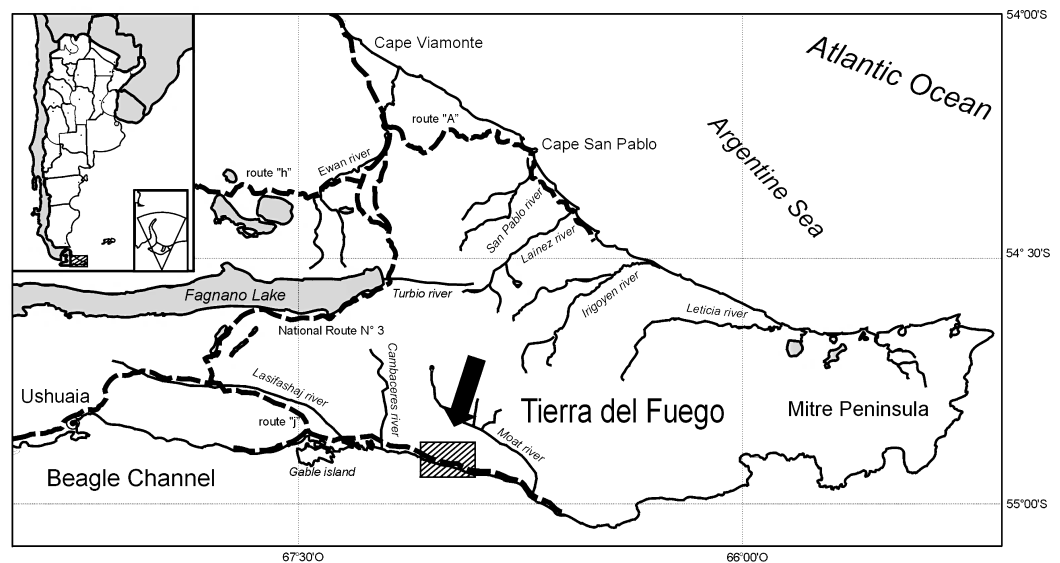 54°00'S
Cape Viamonte
Atlantic Ocean
route "A"
Argentine Sea
Cape San Pablo
Ewan river
route "h"
San Pablo river
Laínez river
54° 30'S
Irigoyen river
Fagnano Lake
Turbio river
Leticia river
National Route N° 3
Cambaceres river
Lasifashaj river
Ushuaia
Tierra del Fuego
Mitre Peninsula
route "j"
Moat river
Gable island
Beagle Channel
55°00'S
67°30'O
66°00'O